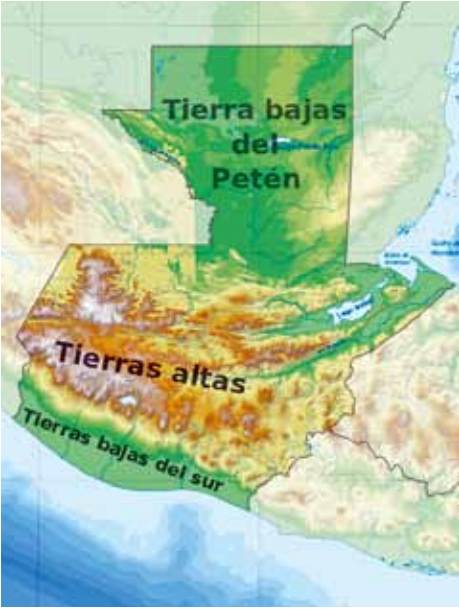 Tierra bajas
del
Petén
Tierras altas
Tierras bajas del sur